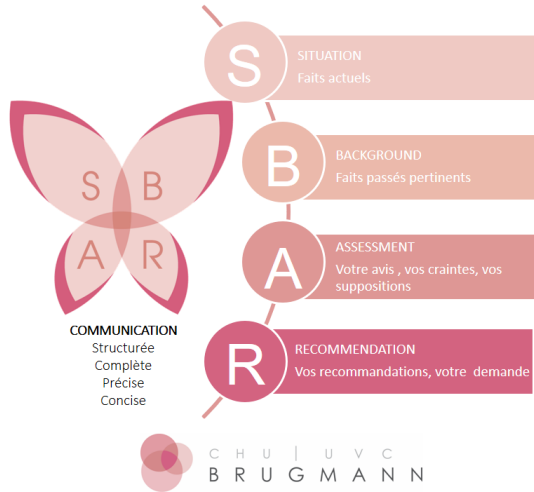 S
SITUATION
Faits actuels
B
BACKGROUND
Faits passés pertinents
A
ASSESSMENT
Votre avis , vos craintes, vos
suppositions
R
RECOMMENDATION
Vos recommandations, votre demande
S B
A R
COMMUNICATION
Structurée
Complète
Précise
Concise
CHU | UVC
BRUGMANN